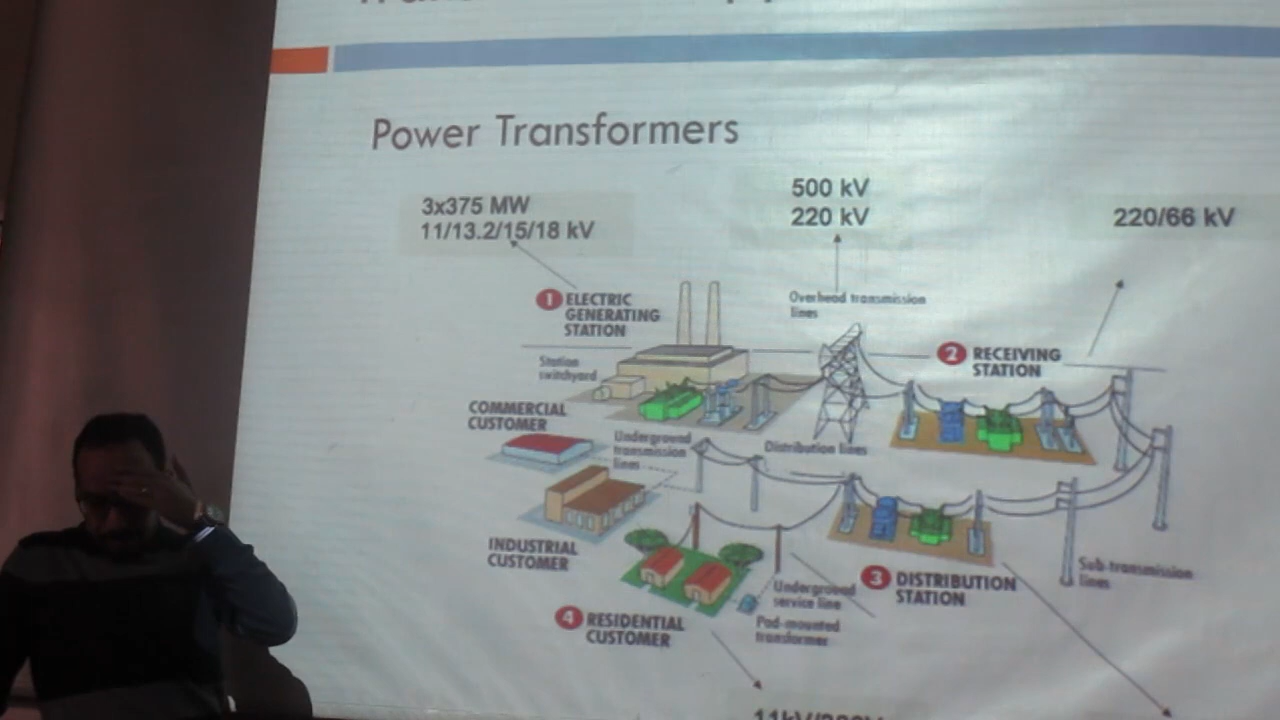 Power Transformers
3x375 MW
11/13.2/15/18 kV
500 kV
220 kV
220/66 kV
1 ELECTRIC
GENERATING
STATION
Overhead transmission
lines
2 RECEIVING
STATION
Station
switchyard
COMMERCIAL
CUSTOMER
Underground
transmission
lines
Distribution lines
INDUSTRIAL
CUSTOMER
Sub-transmission
lines
3 DISTRIBUTION
STATION
Underground
service line
4 RESIDENTIAL
CUSTOMER
Pad-mounted
transformer